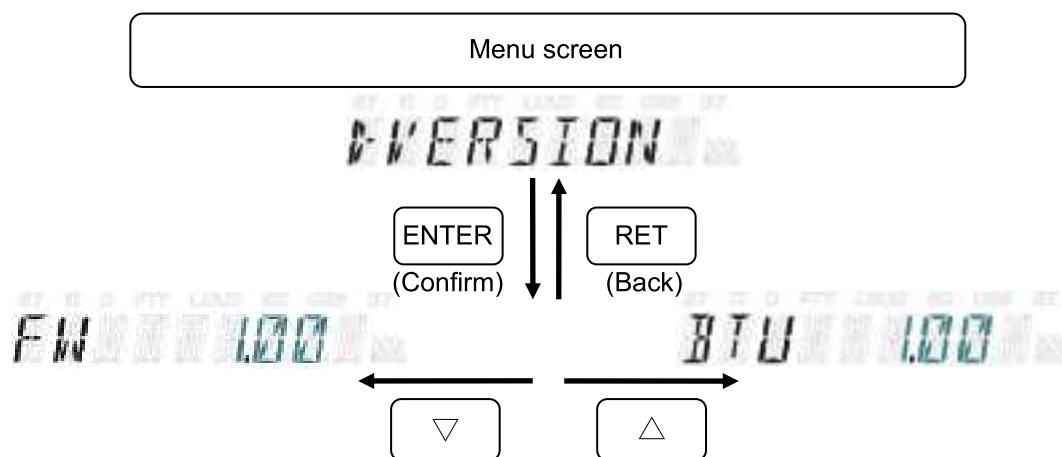 Menu screen
VERSION
ENTER RET
(Confirm) (Back)
FW 1.00 BTU 1.00
▽ △